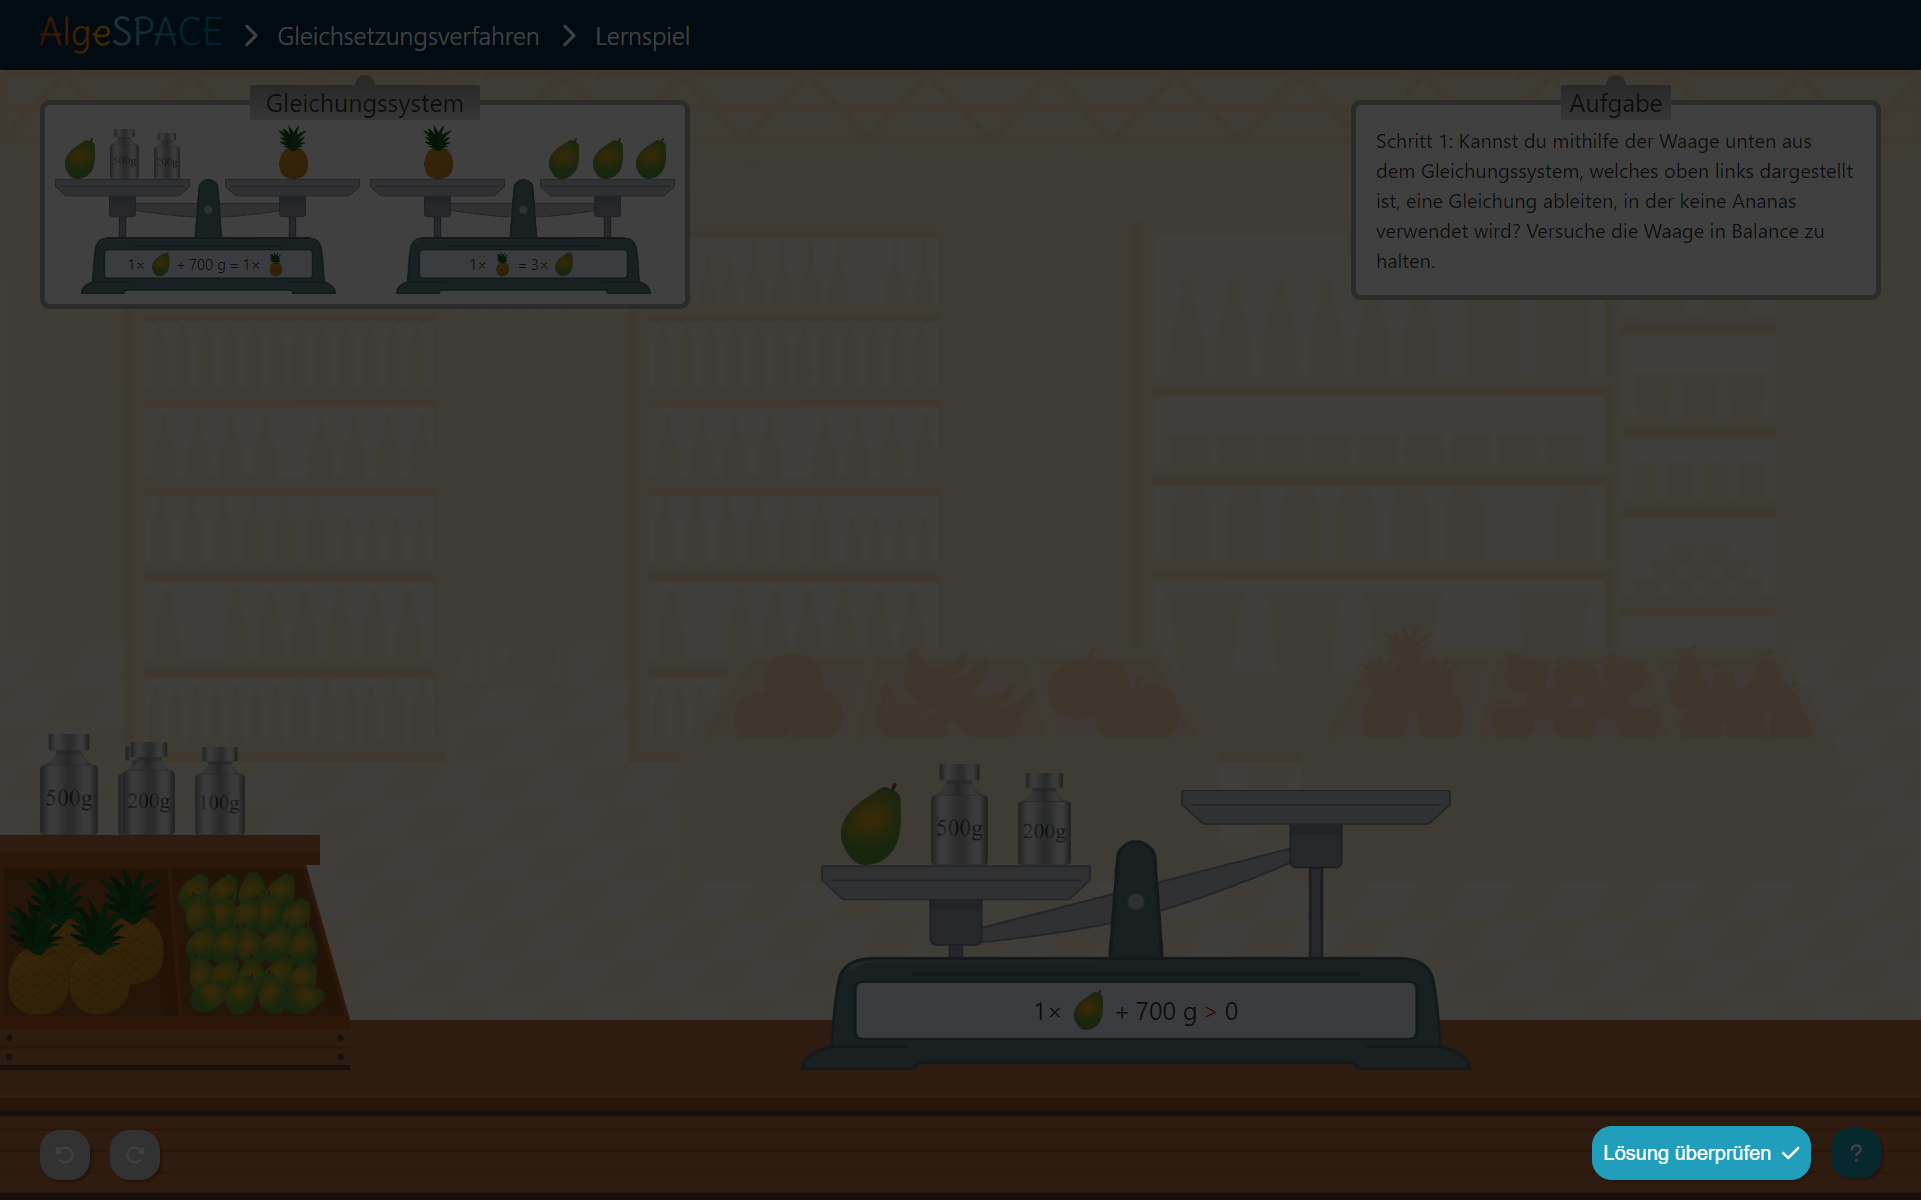 AlgeSPACE > Gleichsetzungsverfahren > Lernspiel
Gleichungssystem
500g 200g
1× + 700 g = 1×
1× = 3×
Aufgabe
Schritt 1: Kannst du mithilfe der Waage unten aus
dem Gleichungssystem, welches oben links dargestellt
ist, eine Gleichung ableiten, in der keine Ananas
verwendet wird? Versuche die Waage in Balance zu
halten.
500g 200g 100g
500g 200g
1× + 700 g > 0
Lösung überprüfen
?